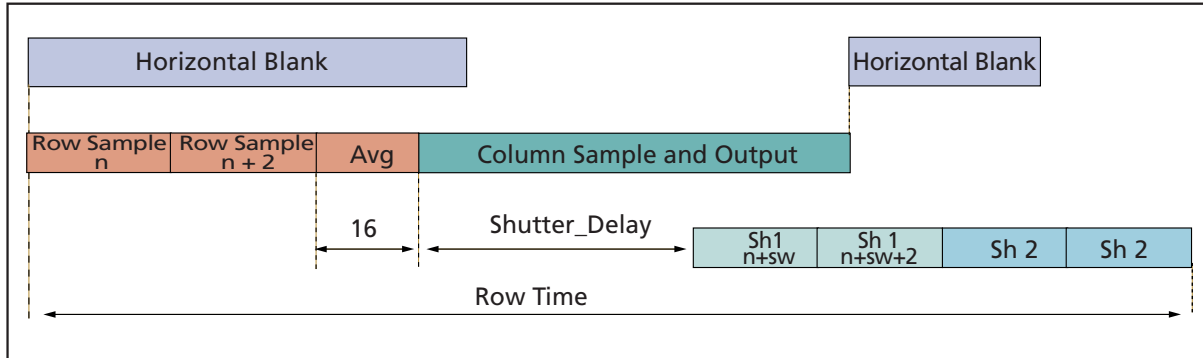 Horizontal Blank
Horizontal Blank
Row Sample
n
Row Sample
n + 2
Avg
Column Sample and Output
16
Shutter_Delay
Sh1
n+sw
Sh 1
n+sw+2
Sh 2
Sh 2
Row Time